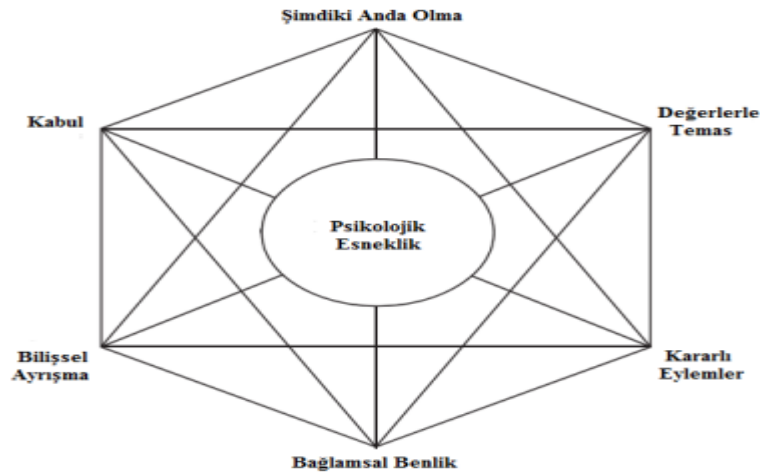 Şimdiki Anda Olma
Kabul
Değerlerle
Temas
Psikolojik
Esneklik
Bilişsel
Ayrışma
Kararlı
Eylemler
Bağlamsal Benlik